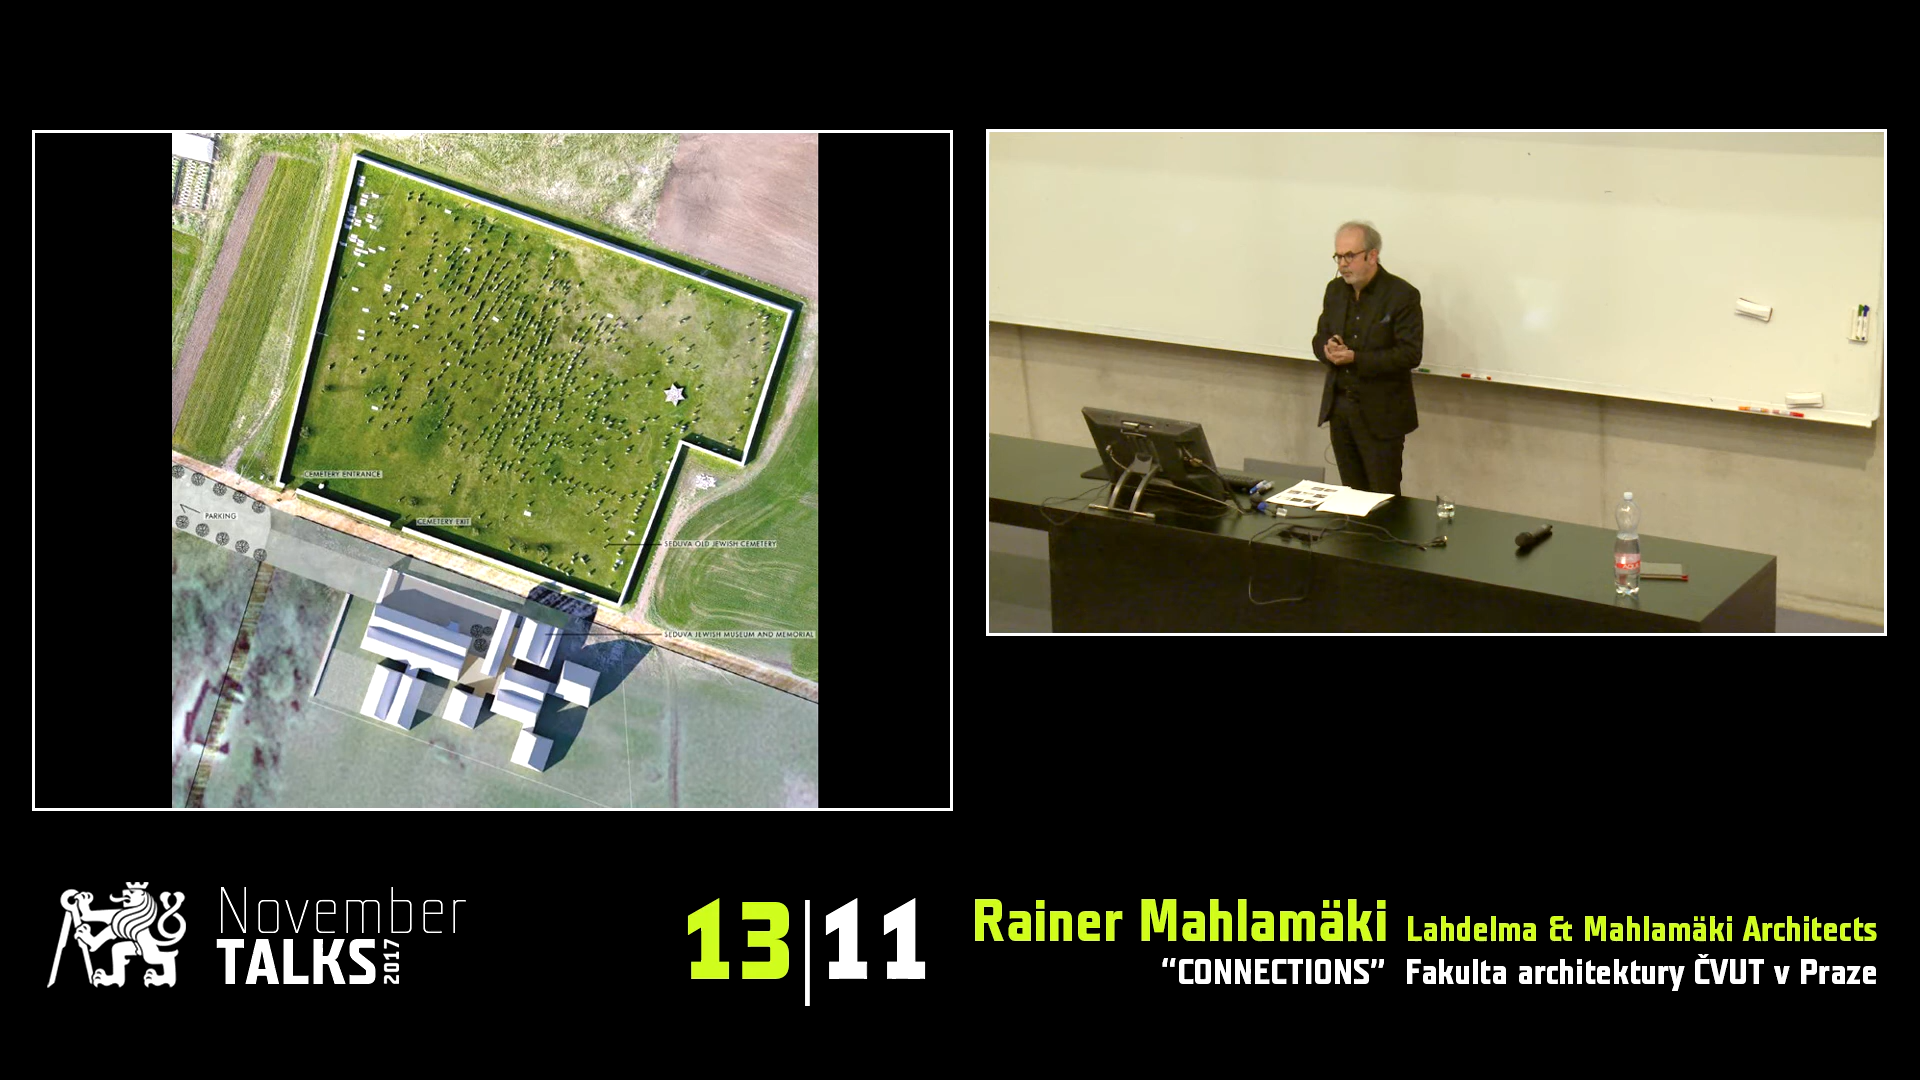 CEMETERY ENTRANCE
PARKING
CEMETERY EXIT
SEDUVA OLD JEWISH CEMETERY
SEDUVA JEWISH MUSEUM AND MEMORIAL
November
TALKS 2017
13|11
Rainer Mahlamäki Lahdelma & Mahlamäki Architects
“CONNECTIONS” Fakulta architektury ČVUT v Praze